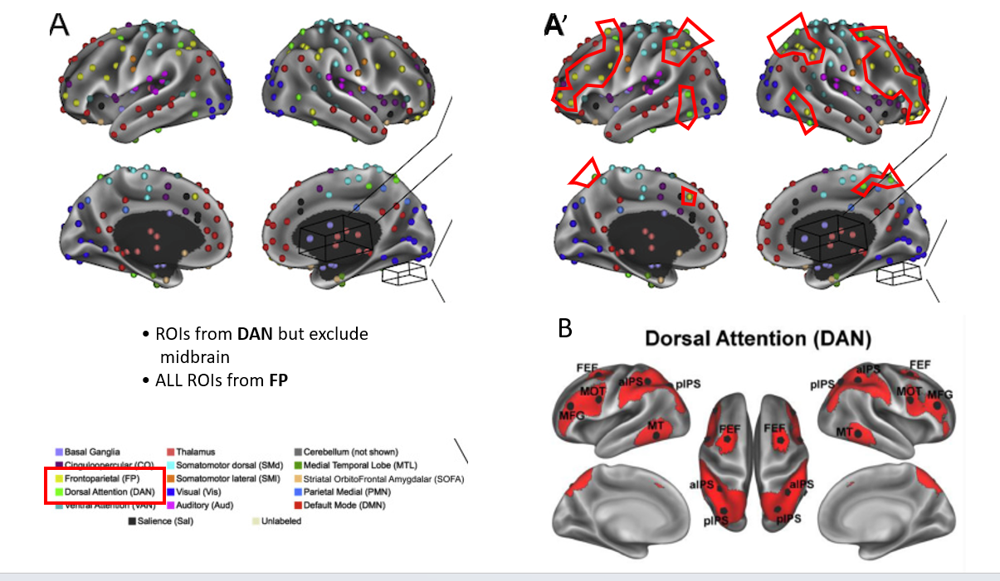 A
A’
• ROIs from DAN but exclude
midbrain
• ALL ROIs from FP
Basal Ganglia
Cinguloopercular (CO)
Frontoparietal (FP)
Dorsal Attention (DAN)
Ventral Attention (VAN)
Thalamus
Somatomotor dorsal (SMd)
Somatomotor lateral (SMl)
Visual (Vis)
Auditory (Aud)
Cerebellum (not shown)
Medial Temporal Lobe (MTL)
Striatal OrbitoFrontal Amygdalar (SOFA)
Parietal Medial (PMN)
Default Mode (DMN)
Salience (Sal)
Unlabeled
B
Dorsal Attention (DAN)
FEF
aIPS
pIPS
MOT
MFG
MT
FEF
FEF
aIPS
aIPS
pIPS
pIPS
aIPS
FEF
pIPS
MOT
MFG
MT